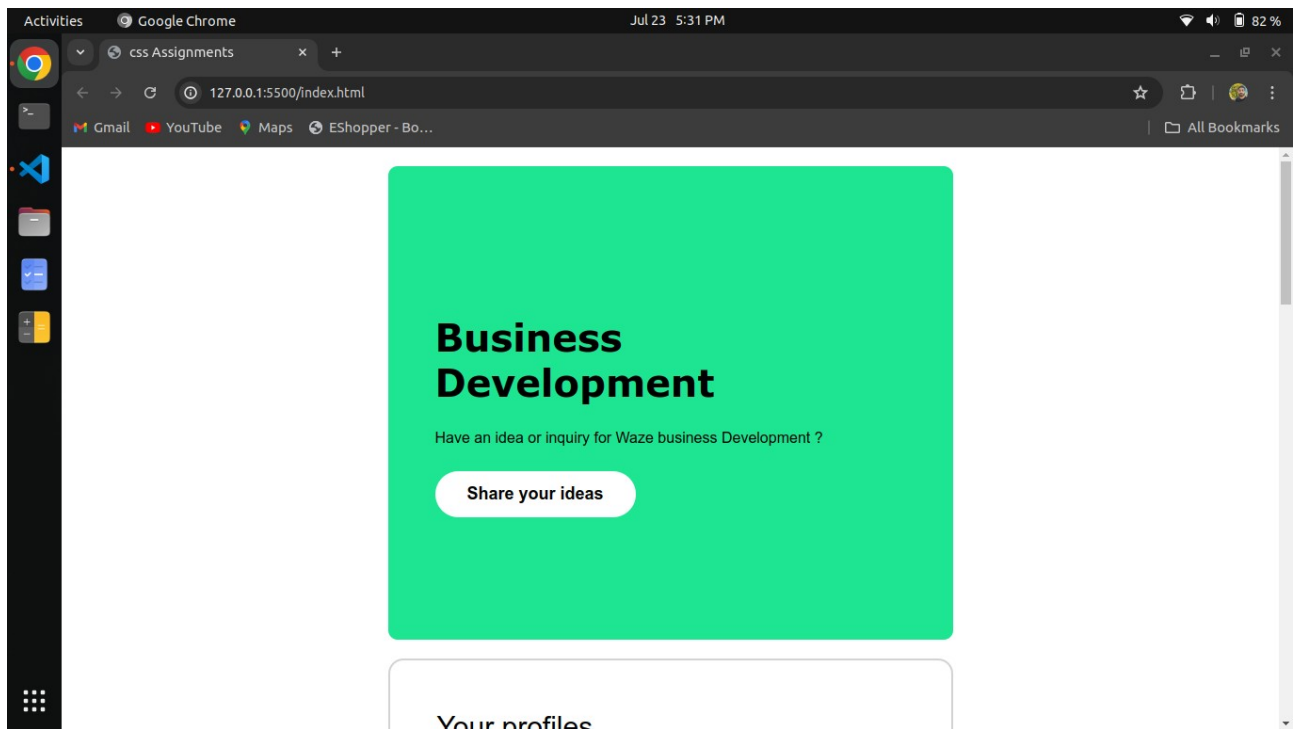 Activities Google Chrome Jul 23 5:31 PM 82 %
css Assignments
127.0.0.1:5500/index.html
Gmail YouTube Maps EShopper - Bo... All Bookmarks
Business
Development
Have an idea or inquiry for Waze business Development ?
Share your ideas
Your profiles